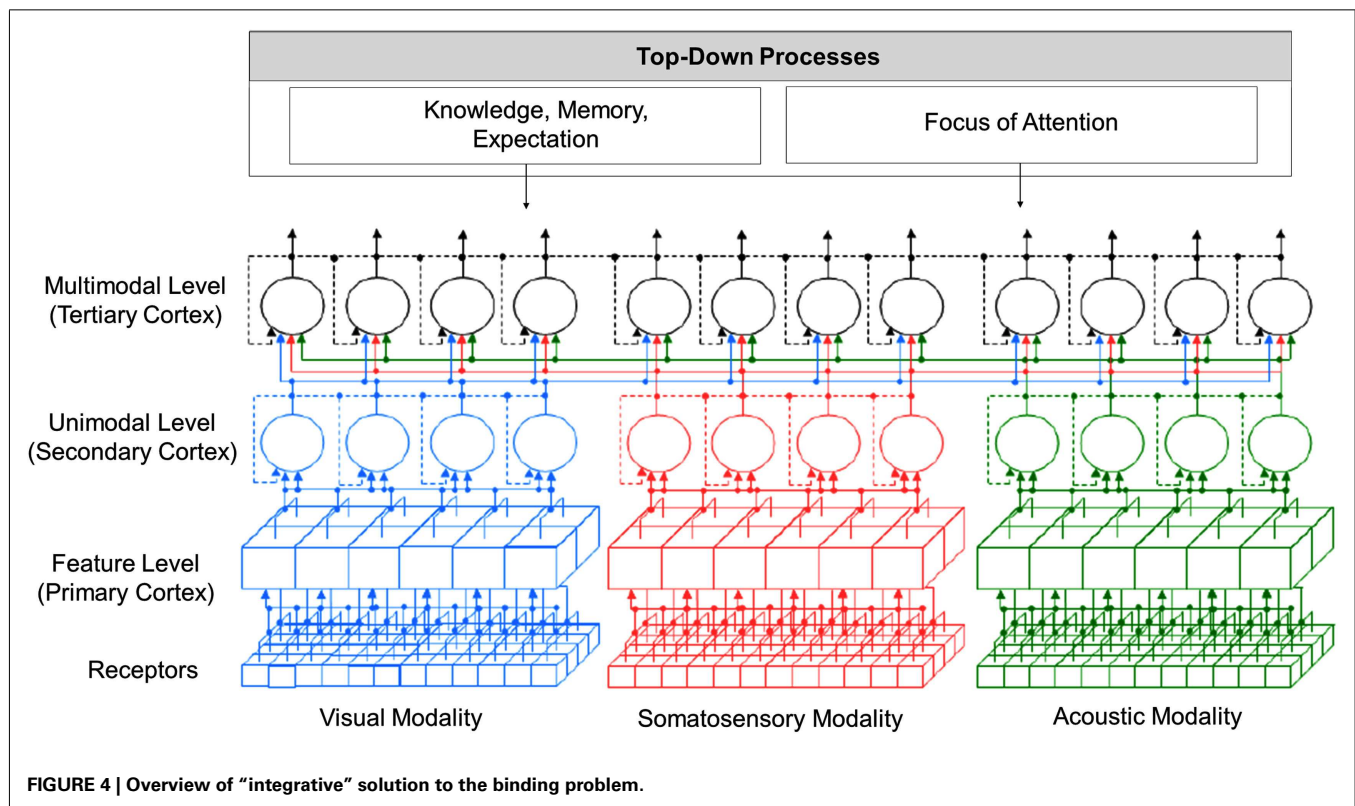 Top-Down Processes
Knowledge, Memory,
Expectation
Focus of Attention
Multimodal Level
(Tertiary Cortex)
Unimodal Level
(Secondary Cortex)
Feature Level
(Primary Cortex)
Receptors
Visual Modality
Somatosensory Modality
Acoustic Modality
FIGURE 4 | Overview of “integrative” solution to the binding problem.